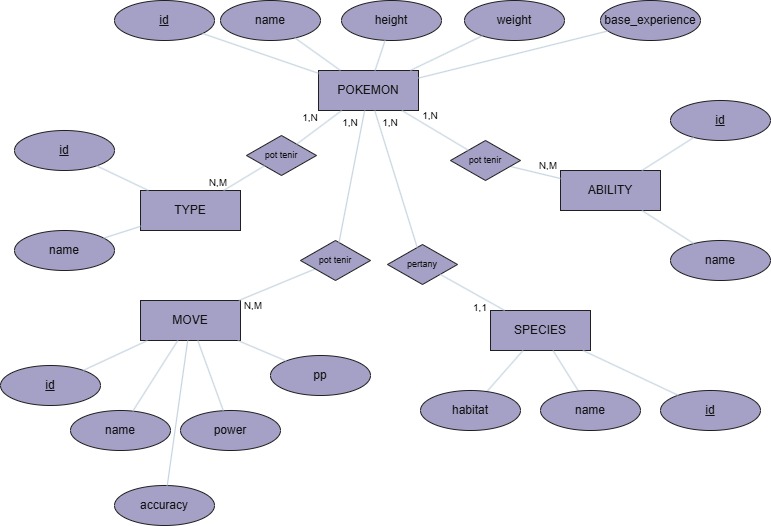 id
name
height
weight
base_experience
POKEMON
1,N
1,N
1,N
1,N
id
pot tenir
pot tenir
id
N,M
N,M
TYPE
ABILITY
name
name
pot tenir
pertany
N,M
1,1
MOVE
SPECIES
id
pp
name
power
habitat
name
id
accuracy